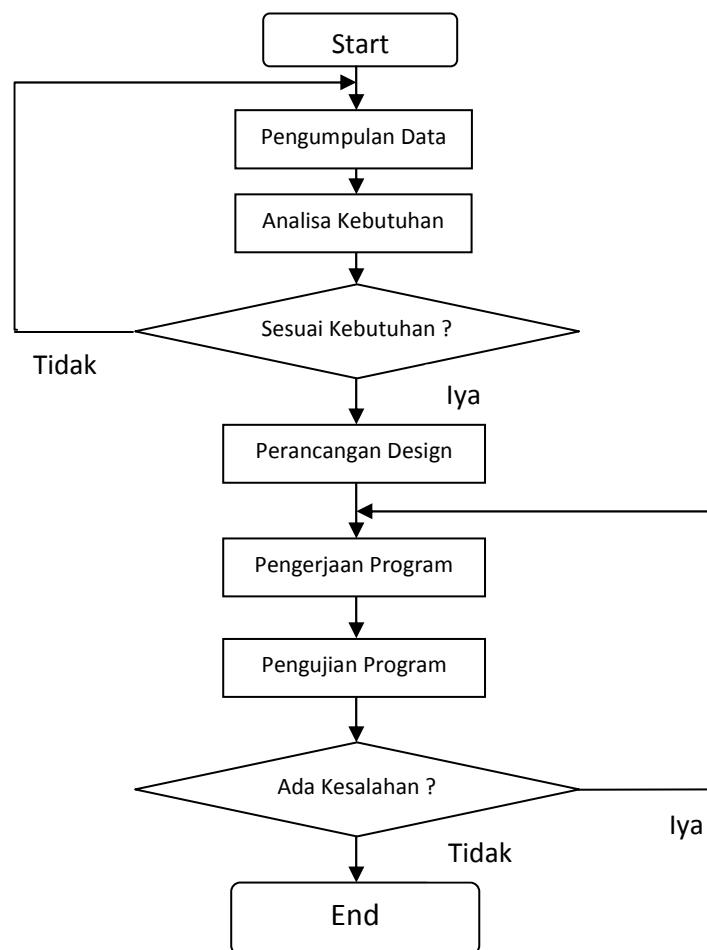 Start
Pengumpulan Data
Analisa Kebutuhan
Sesuai Kebutuhan ?
Tidak
Iya
Perancangan Design
Pengerjaan Program
Pengujian Program
Ada Kesalahan ?
Iya
Tidak
End